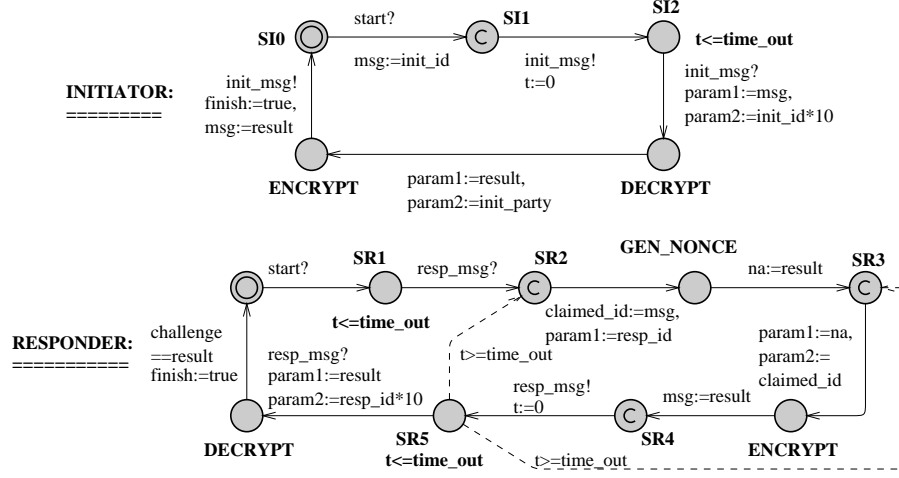 start?
SI0
C
SI1
SI2
t<=time_out
msg:=init_id
init_msg!
t:=0
init_msg?
param1:=msg,
param2:=init_id*10
INITIATOR:
=========
init_msg!
finish:=true,
msg:=result
ENCRYPT
DECRYPT
param1:=result,
param2:=init_party
start?
SR1
t<=time_out
resp_msg?
SR2
C
GEN_NONCE
claimed_id:=msg,
param1:=resp_id
na:=result
SR3
C
RESPONDER:
===========
challenge
==result
finish:=true
resp_msg?
param1:=result
param2:=resp_id*10
t>=time_out
resp_msg!
t:=0
msg:=result
param1:=na,
param2:=
claimed_id
DECRYPT
SR5
t<=time_out
C
SR4
ENCRYPT
t>=time_out